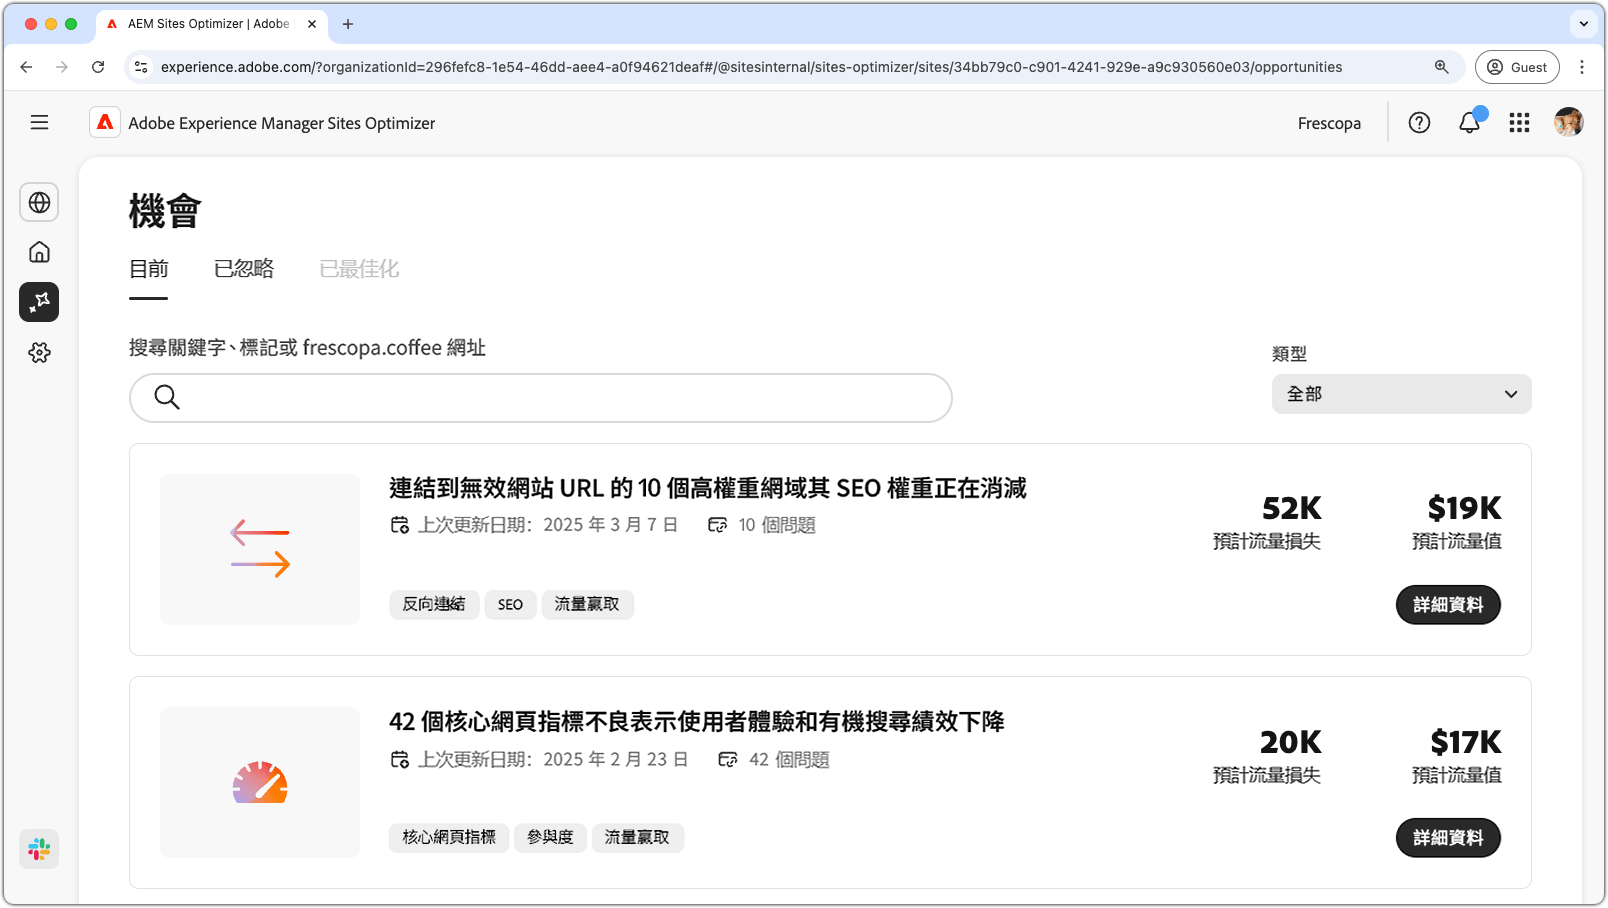 AEM Sites Optimizer | Adobe
experience.adobe.com/?organizationId=296fefc8-1e54-46dd-aee4-a0f94621deaf#/@sitesinternal/sites-optimizer/sites/34bb79c0-c901-4241-929e-a9c930560e03/opportunities
Guest
Adobe Experience Manager Sites Optimizer
Frescopa
機會
目前 已忽略 已最佳化
搜尋關鍵字、標記或 frescopa.coffee 網址
類型
全部
連結到無效網站 URL 的 10 個高權重網域其 SEO 權重正在消減
上次更新日期: 2025 年 3 月 7 日 10 個問題
52K
預計流量損失
$19K
預計流量值
反向連結 SEO 流量贏取
詳細資料
42 個核心網頁指標不良表示使用者體驗和有機搜尋績效下降
上次更新日期: 2025 年 2 月 23 日 42 個問題
20K
預計流量損失
$17K
預計流量值
核心網頁指標 參與度 流量贏取
詳細資料